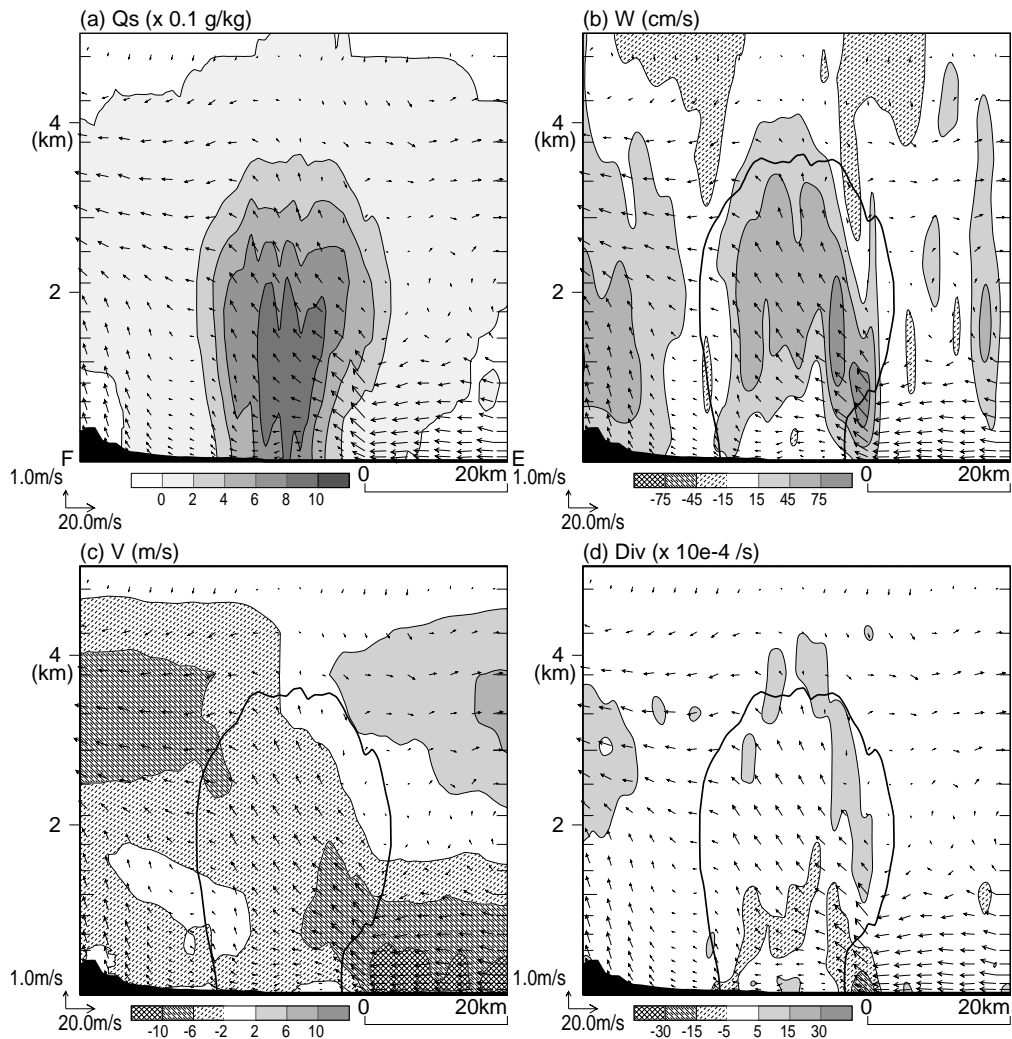 (a) Qs (x 0.1 g/kg)
4
(km)
2
F
E
1.0m/s
20.0m/s
0 2 4 6 8 10
0 20km
(b) W (cm/s)
4
(km)
2
1.0m/s
20.0m/s
-75 -45 -15 15 45 75
0 20km
(c) V (m/s)
4
(km)
2
1.0m/s
20.0m/s
-10 -6 -2 2 6 10
0 20km
(d) Div (x 10e-4 /s)
4
(km)
2
1.0m/s
20.0m/s
-30 -15 -5 5 15 30
0 20km